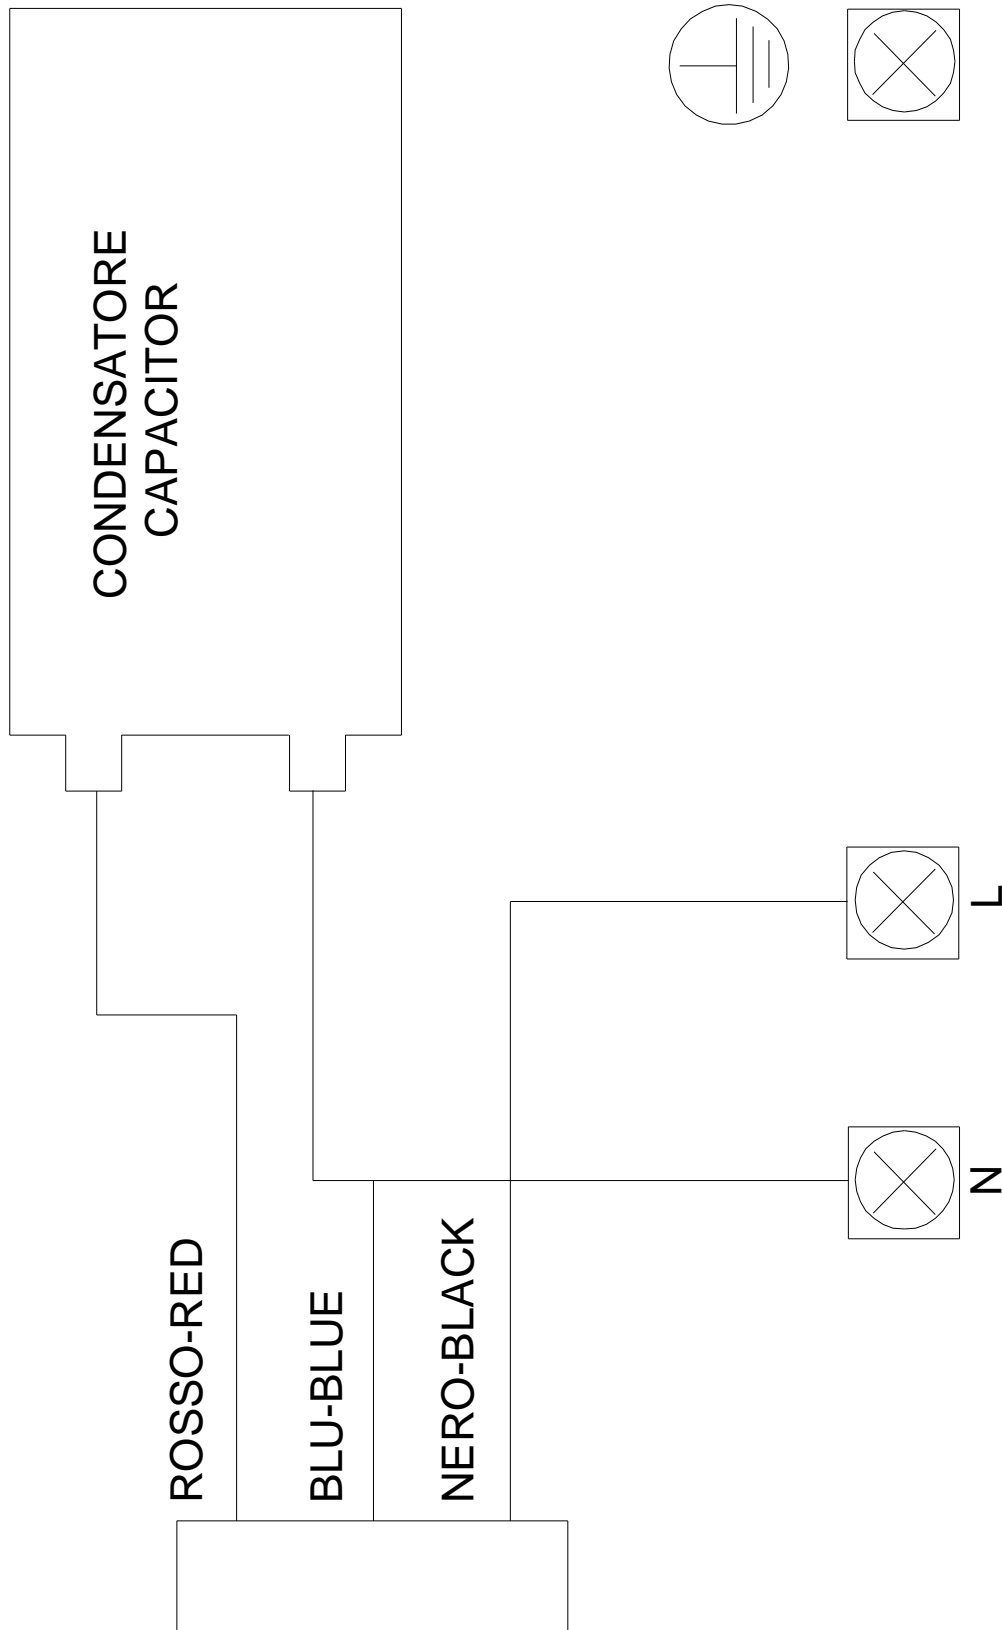 CONDENSATORE
CAPACITOR
ROSSO-RED
BLU-BLUE
NERO-BLACK
L
N